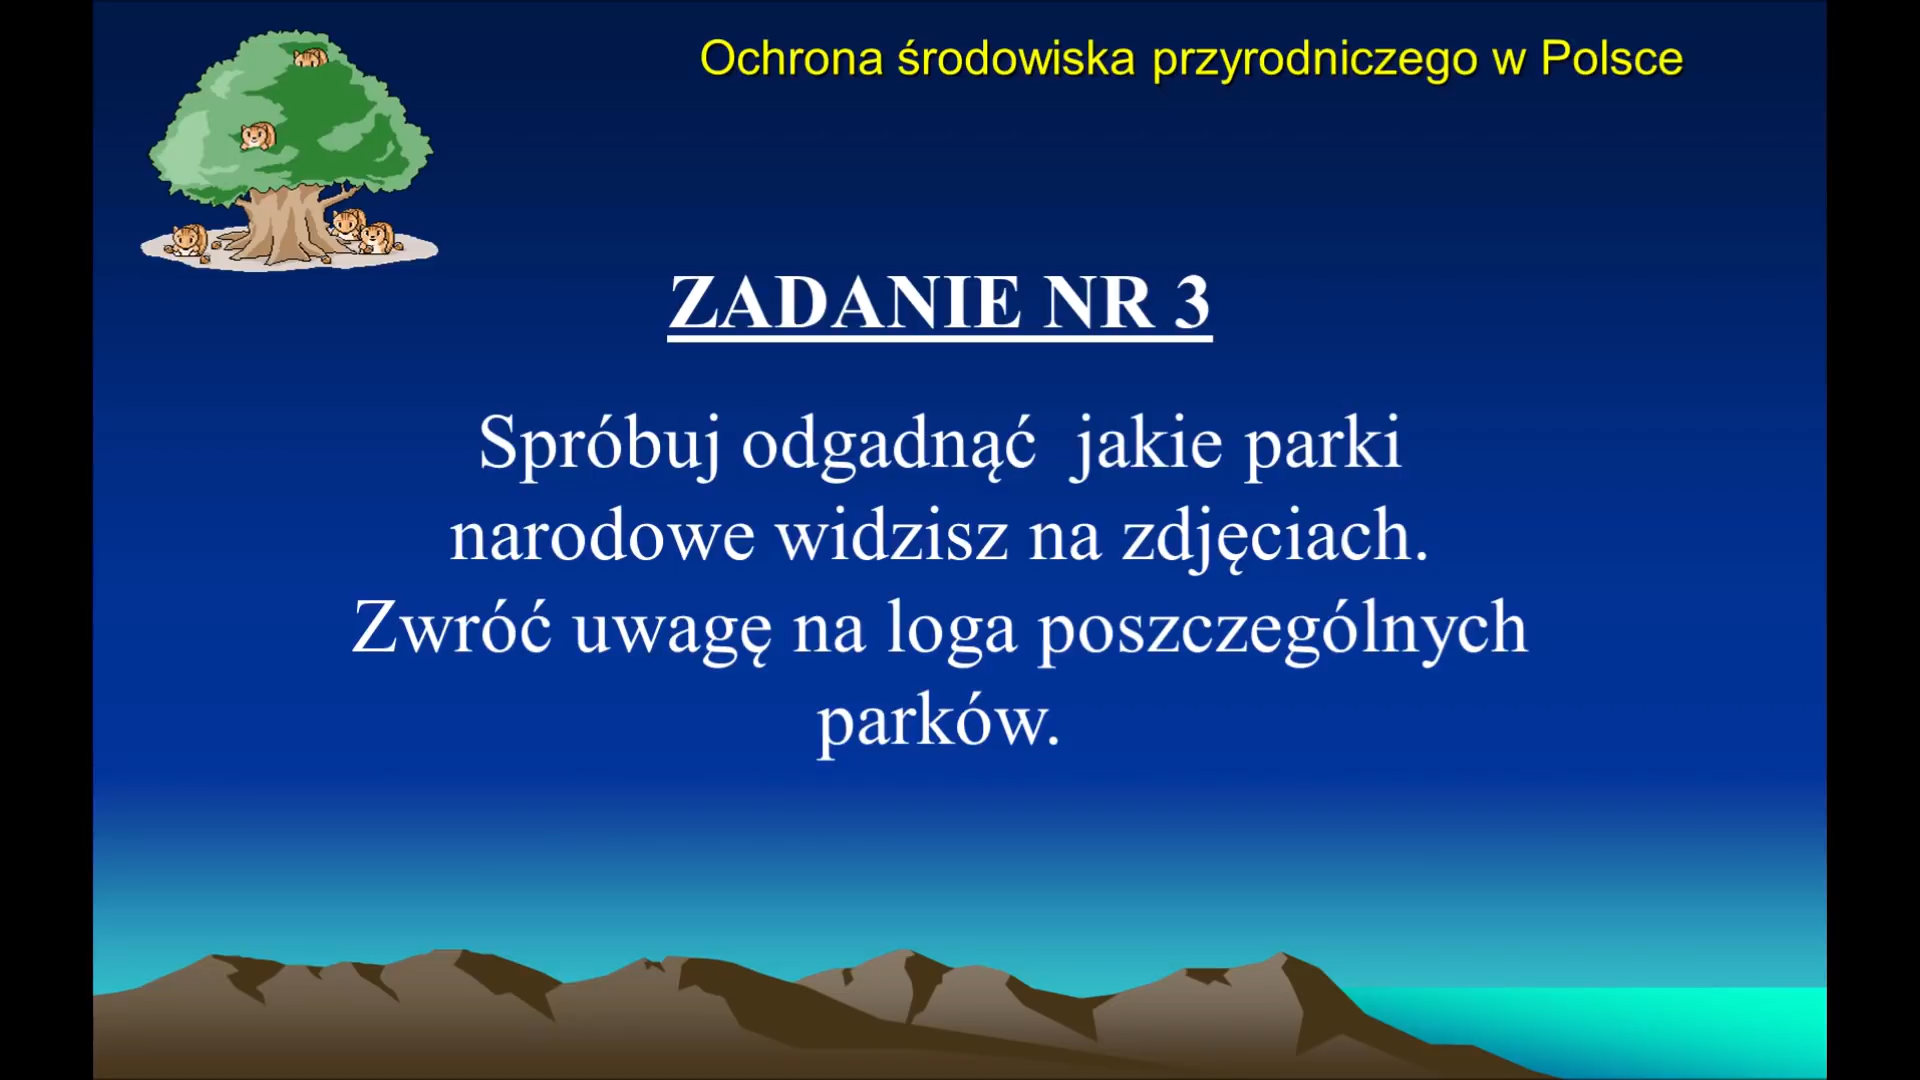 Ochrona środowiska przyrodniczego w Polsce
ZADANIE NR 3
Spróbuj odgadnąć  jakie parki
narodowe widzisz na zdjęciach.
Zwróć uwagę na loga poszczególnych
parków.